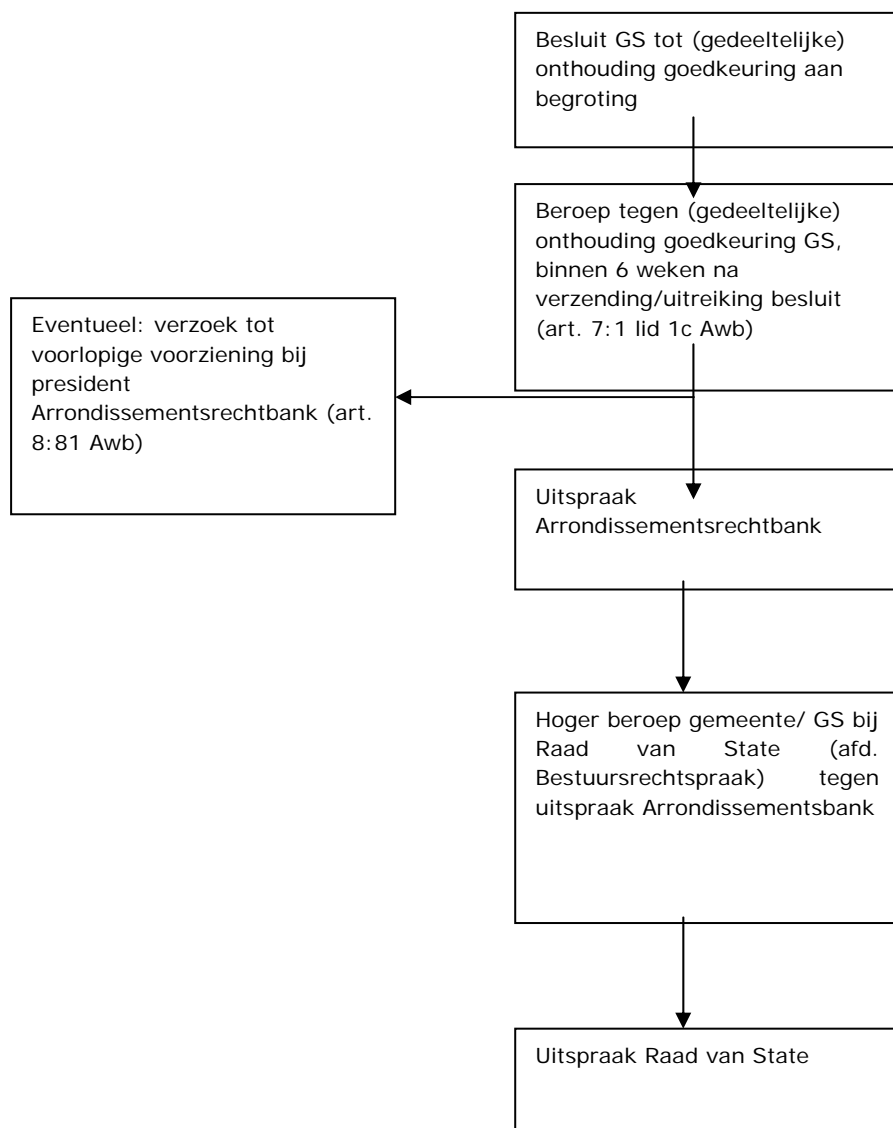 Besluit GS tot (gedeeltelijke)
onthouding goedkeuring aan
begroting
Beroep tegen (gedeeltelijke)
onthouding goedkeuring GS,
binnen 6 weken na
verzending/uitreiking besluit
(art. 7:1 lid 1c Awb)
Eventueel: verzoek tot
voorlopige voorziening bij
president
Arrondissementsrechtbank (art.
8:81 Awb)
Uitspraak
Arrondissementsrechtbank
Hoger beroep gemeente/ GS bij
Raad van State (afd.
Bestuursrechtspraak) tegen
uitspraak Arrondissementsbank
Uitspraak Raad van State